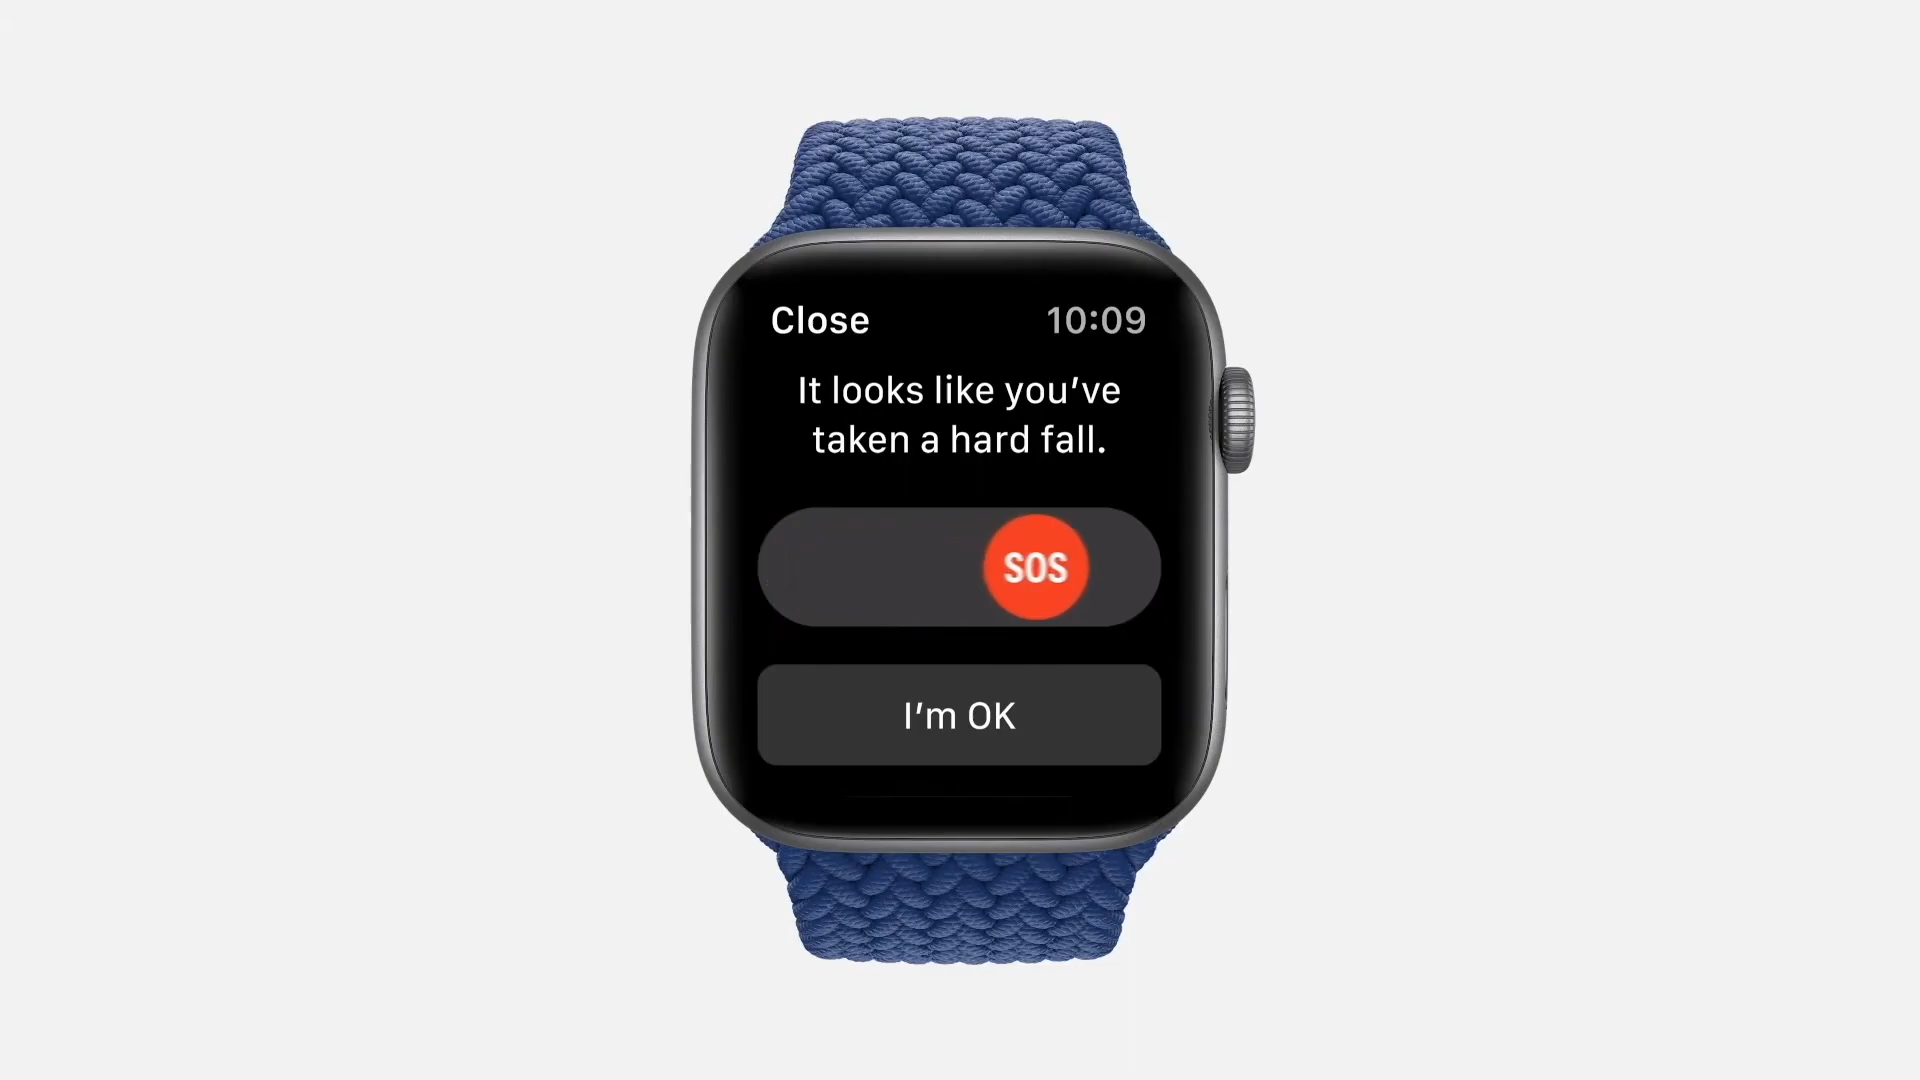 Close
10:09
It looks like you’ve
taken a hard fall.
SOS
I’m OK